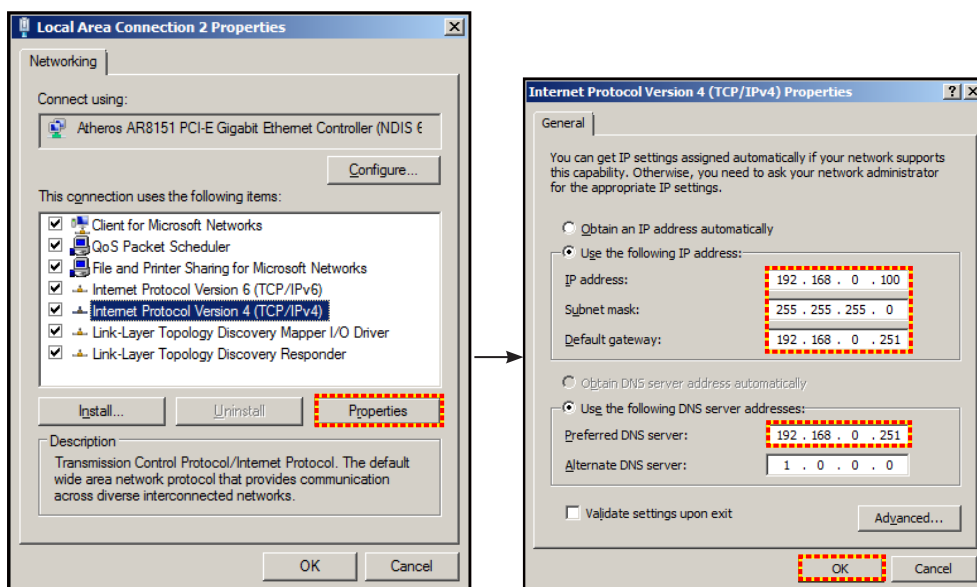 Local Area Connection 2 Properties
Networking
Connect using:
Atheros AR8151 PCI-E Gigabit Ethernet Controller (NDIS 6
Configure...
This connection uses the following items:
Client for Microsoft Networks
QoS Packet Scheduler
File and Printer Sharing for Microsoft Networks
Internet Protocol Version 6 (TCP/IPv6)
Internet Protocol Version 4 (TCP/IPv4)
Link-Layer Topology Discovery Mapper I/O Driver
Link-Layer Topology Discovery Responder
Install...
Uninstall
Properties
Description
Transmission Control Protocol/Internet Protocol. The default
wide area network protocol that provides communication
across diverse interconnected networks.
OK
Cancel
Internet Protocol Version 4 (TCP/IPv4) Properties
General
You can get IP settings assigned automatically if your network supports
this capability. Otherwise, you need to ask your network administrator
for the appropriate IP settings.
Obtain an IP address automatically
Use the following IP address:
IP address: 192 . 168 . 0 . 100
Subnet mask: 255 . 255 . 255 . 0
Default gateway: 192 . 168 . 0 . 251
Obtain DNS server address automatically
Use the following DNS server addresses:
Preferred DNS server: 192 . 168 . 0 . 251
Alternate DNS server: 1 . 0 . 0 . 0
Validate settings upon exit
Advanced...
OK
Cancel